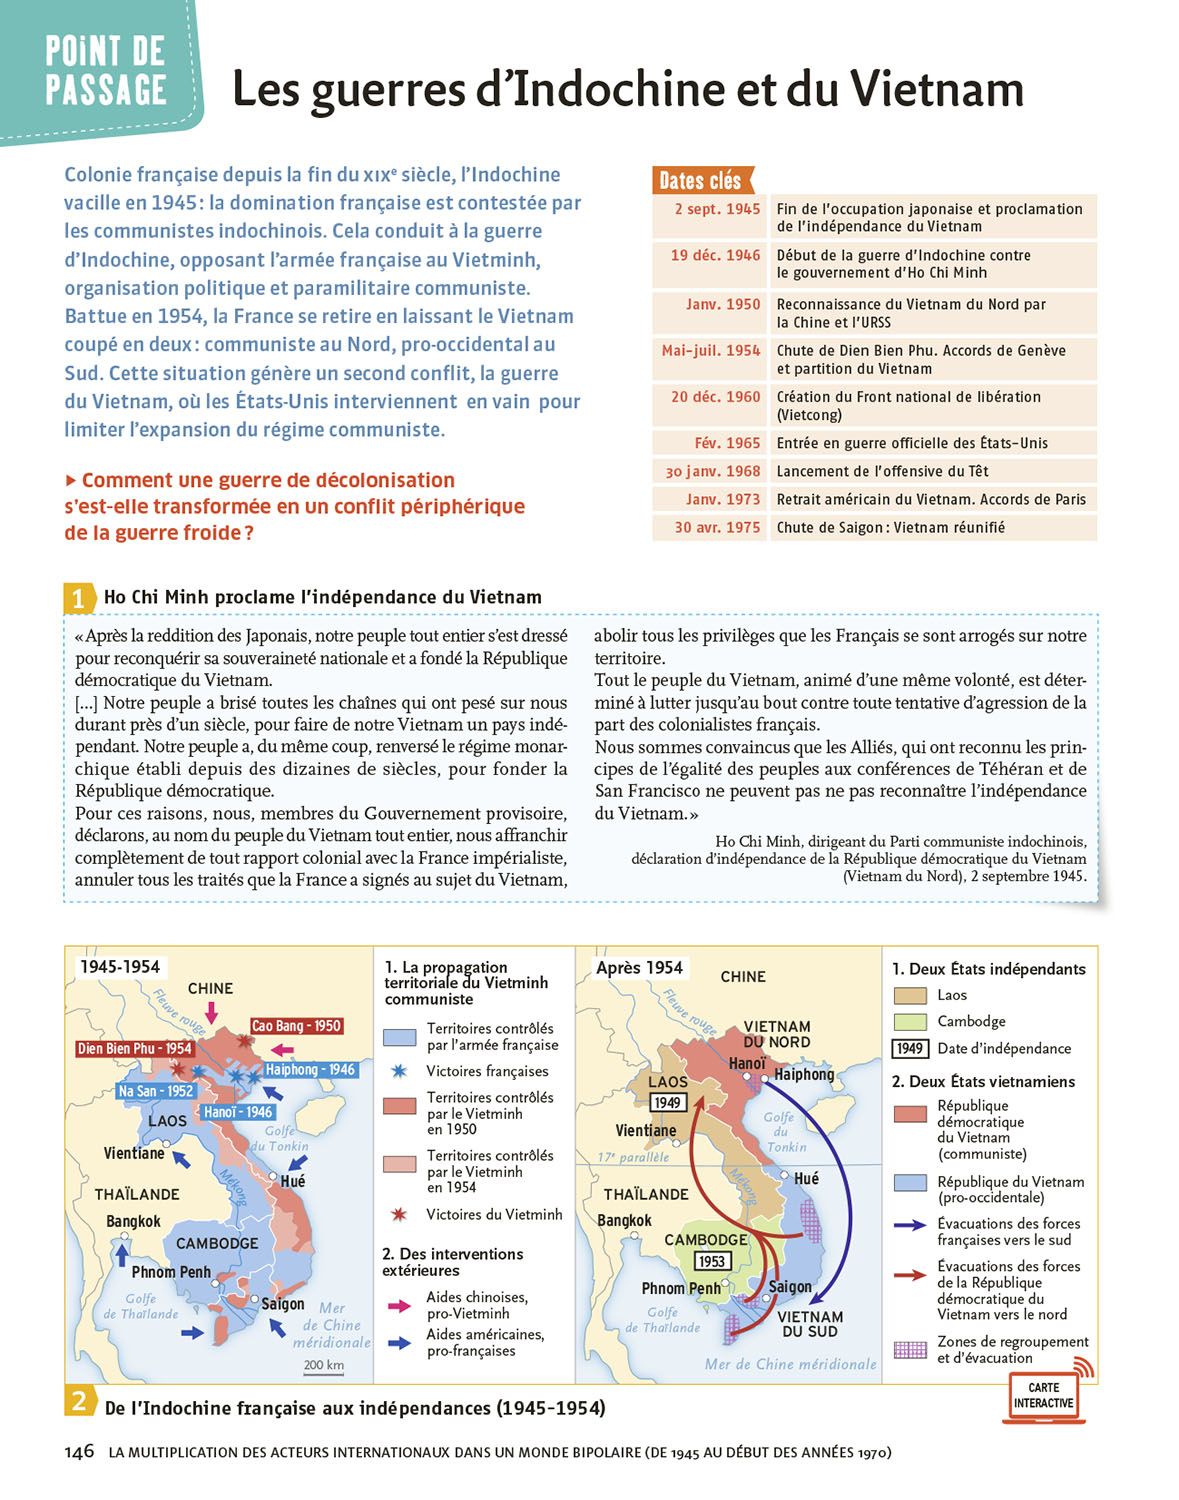 POINT DE
PASSAGE
Les guerres d’Indochine et du Vietnam
Colonie française depuis la fin du XIXe siècle, l’Indochine
vacille en 1945 : la domination française est contestée par
les communistes indochinois. Cela conduit à la guerre
d’Indochine, opposant l’armée française au Vietminh,
organisation politique et paramilitaire communiste.
Battue en 1954, la France se retire en laissant le Vietnam
coupé en deux : communiste au Nord, pro-occidental au
Sud. Cette situation génère un second conflit, la guerre
du Vietnam, où les États-Unis interviennent en vain pour
limiter l’expansion du régime communiste.
▶ Comment une guerre de décolonisation
s’est-elle transformée en un conflit périphérique
de la guerre froide ?
Dates clés
2 sept. 1945 Fin de l’occupation japonaise et proclamation
de l’indépendance du Vietnam
19 déc. 1946 Début de la guerre d’Indochine contre
le gouvernement d’Ho Chi Minh
Janv. 1950 Reconnaissance du Vietnam du Nord par
la Chine et l’URSS
Mai-juil. 1954 Chute de Dien Bien Phu. Accords de Genève
et partition du Vietnam
20 déc. 1960 Création du Front national de libération
(Vietcong)
Fév. 1965 Entrée en guerre officielle des États-Unis
30 janv. 1968 Lancement de l’offensive du Têt
Janv. 1973 Retrait américain du Vietnam. Accords de Paris
30 avr. 1975 Chute de Saigon : Vietnam réunifié
1 Ho Chi Minh proclame l’indépendance du Vietnam
« Après la reddition des Japonais, notre peuple tout entier s’est dressé
pour reconquérir sa souveraineté nationale et a fondé la République
démocratique du Vietnam.
[...] Notre peuple a brisé toutes les chaînes qui ont pesé sur nous
durant près d’un siècle, pour faire de notre Vietnam un pays indé-
pendant. Notre peuple a, du même coup, renversé le régime monar-
chique établi depuis des dizaines de siècles, pour fonder la
République démocratique.
Pour ces raisons, nous, membres du Gouvernement provisoire,
déclarons, au nom du peuple du Vietnam tout entier, nous affranchir
complètement de tout rapport colonial avec la France impérialiste,
annuler tous les traités que la France a signés au sujet du Vietnam,
abolir tous les privilèges que les Français se sont arrogés sur notre
territoire.
Tout le peuple du Vietnam, animé d’une même volonté, est déter-
miné à lutter jusqu’au bout contre toute tentative d’agression de la
part des colonialistes français.
Nous sommes convaincus que les Alliés, qui ont reconnu les prin-
cipes de l’égalité des peuples aux conférences de Téhéran et de
San Francisco ne peuvent pas ne pas reconnaître l’indépendance
du Vietnam. »
Ho Chi Minh, dirigeant du Parti communiste indochinois,
déclaration d’indépendance de la République démocratique du Vietnam
(Vietnam du Nord), 2 septembre 1945.
1945-1954
CHINE
Fleuve rouge
Cao Bang - 1950
Dien Bien Phu - 1954
Haiphong - 1946
Na San - 1952
Hanoï - 1946
LAOS
Golfe
du Tonkin
Vientiane
Mékong
Hué
THAÏLANDE
Bangkok
CAMBODGE
Phnom Penh
Golfe
de Thaïlande
Saigon
Mer
de Chine
méridionale
200 km
1. La propagation
territoriale du Vietminh
communiste
Territoires contrôlés
par l’armée française
Victoires françaises
Territoires contrôlés
par le Vietminh
en 1950
Territoires contrôlés
par le Vietminh
en 1954
Victoires du Vietminh
2. Des interventions
extérieures
Aides chinoises,
pro-Vietminh
Aides américaines,
pro-françaises
Après 1954
CHINE
Fleuve rouge
VIETNAM
DU NORD
Hanoï
Haiphong
LAOS
1949
Golfe
du
Tonkin
Vientiane
17e parallèle
Mékong
Hué
THAÏLANDE
Bangkok
CAMBODGE
1953
Phnom Penh
Saigon
Golfe
de Thaïlande
VIETNAM
DU SUD
Mer de Chine méridionale
1. Deux États indépendants
Laos
Cambodge
1949 Date d’indépendance
2. Deux États vietnamiens
République
démocratique
du Vietnam
(communiste)
République du Vietnam
(pro-occidentale)
Évacuations des forces
françaises vers le sud
Évacuations des forces
de la République
démocratique du
Vietnam vers le nord
Zones de regroupement
et d’évacuation
CARTE
INTERACTIVE
2 De l’Indochine française aux indépendances (1945-1954)
146 LA MULTIPLICATION DES ACTEURS INTERNATIONAUX DANS UN MONDE BIPOLAIRE (DE 1945 AU DÉBUT DES ANNÉES 1970)